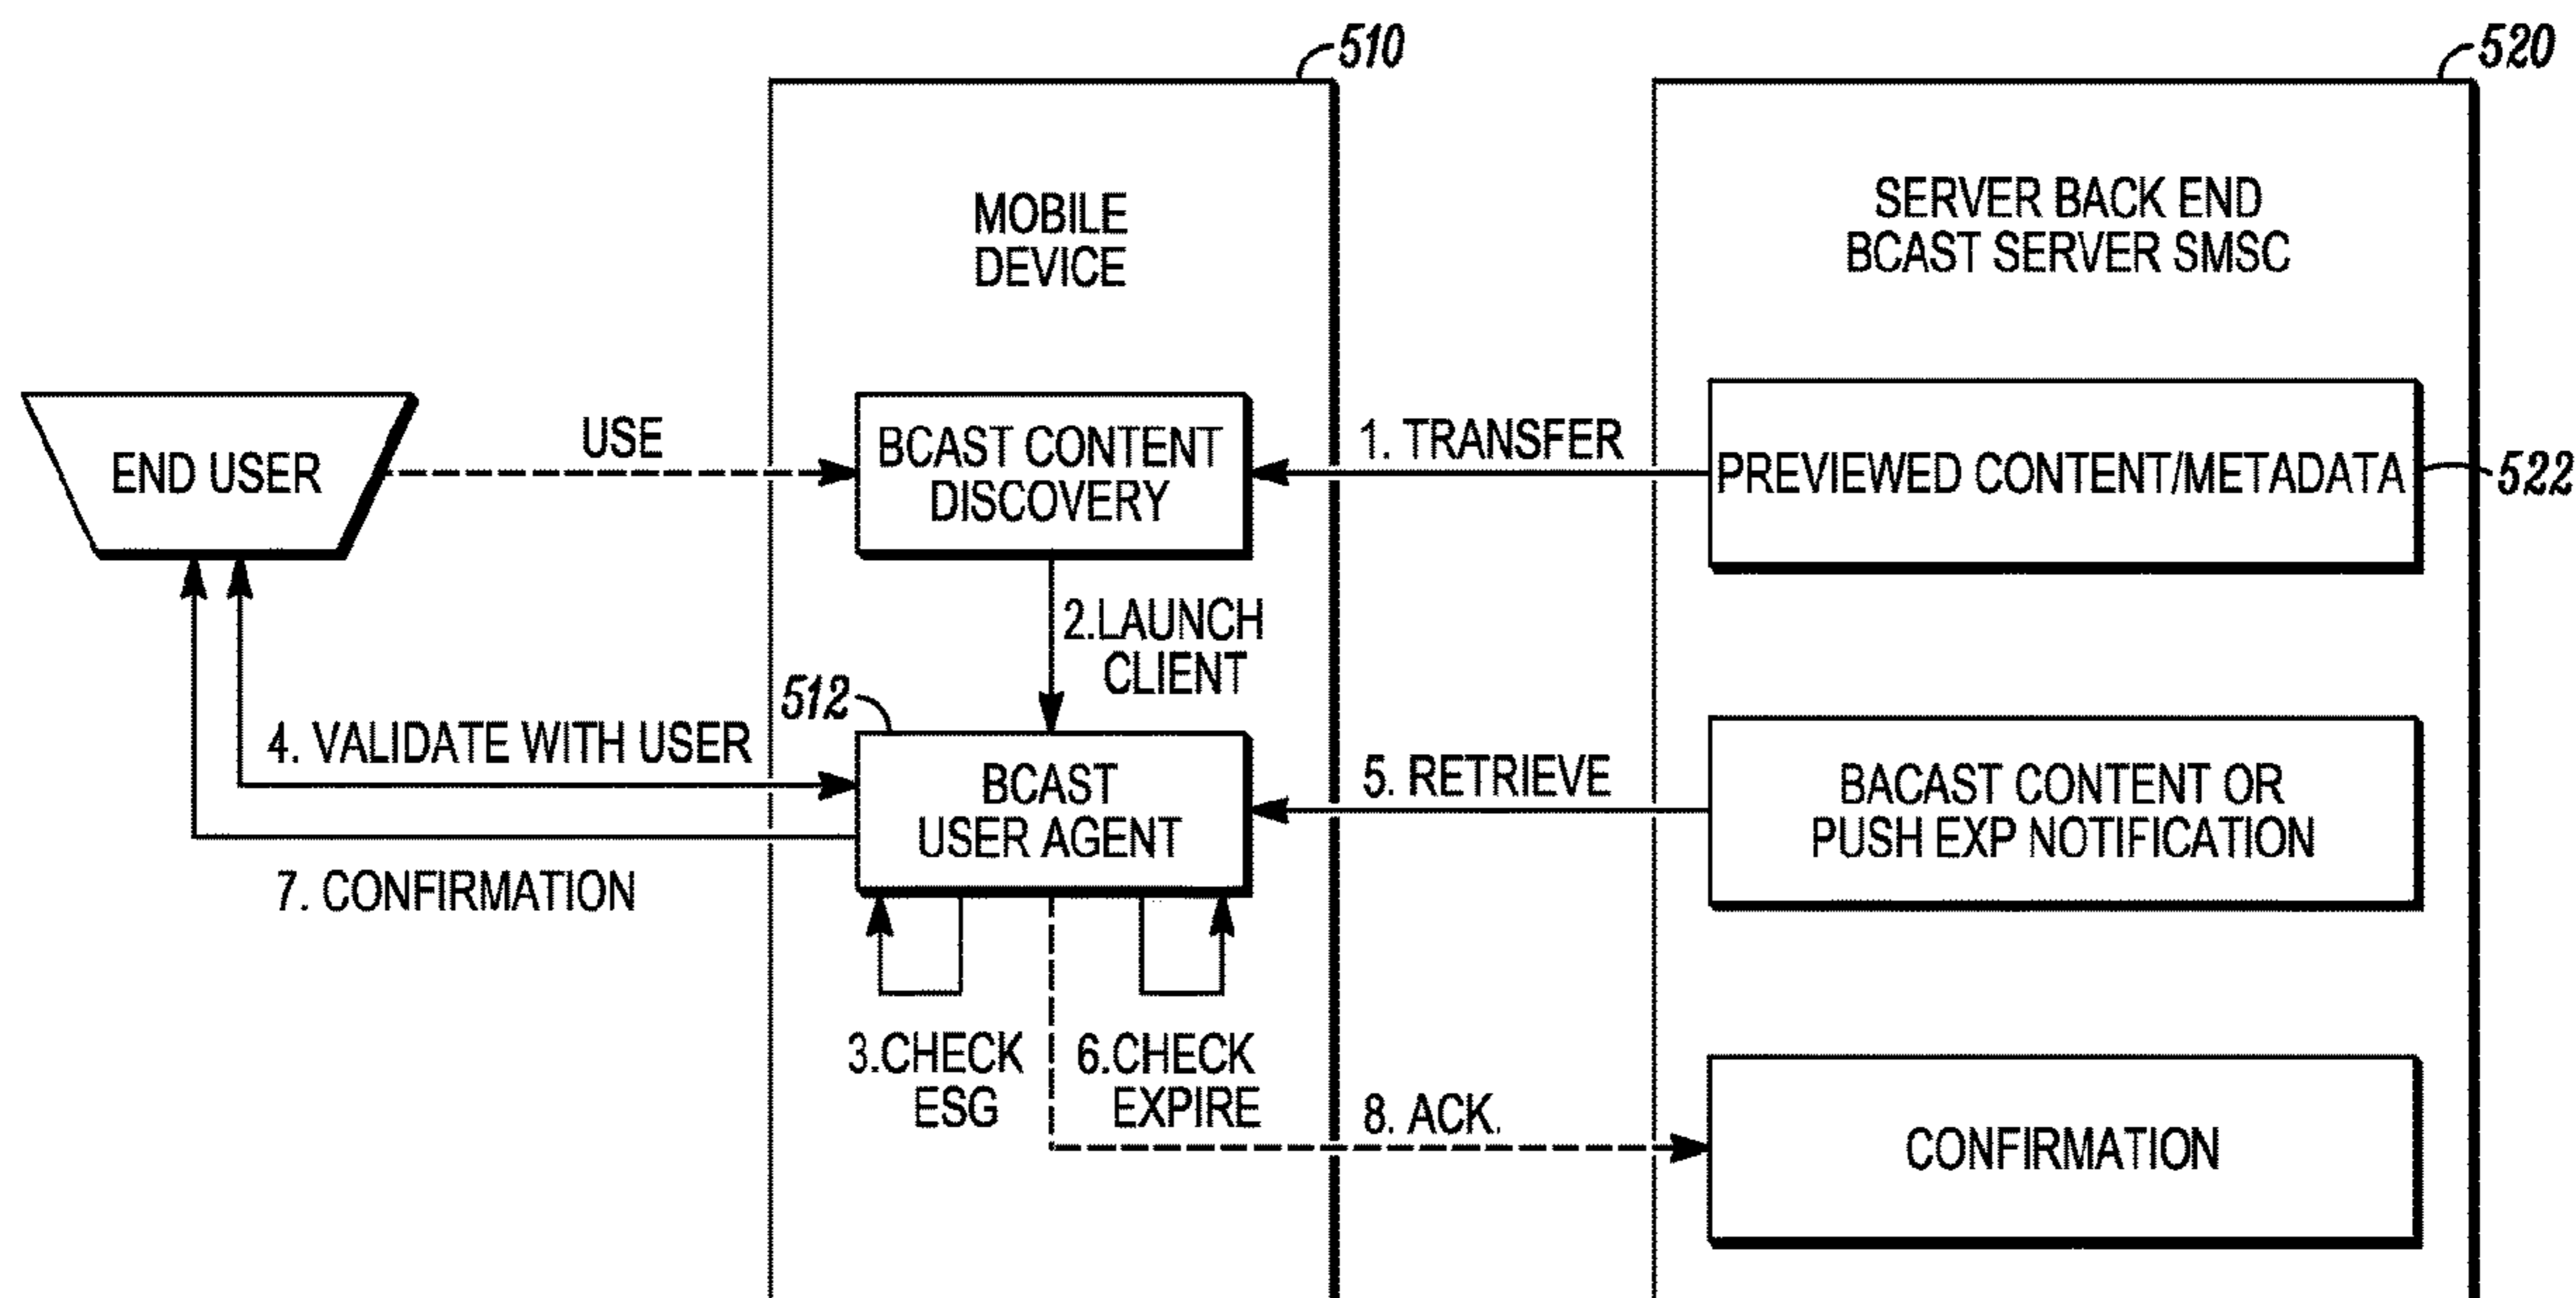 510
520
MOBILE
DEVICE
SERVER BACK END
BCAST SERVER SMSC
END USER
USE
BCAST CONTENT
DISCOVERY
1. TRANSFER
PREVIEWED CONTENT/METADATA
522
2.LAUNCH
CLIENT
512
4. VALIDATE WITH USER
BCAST
USER AGENT
5. RETRIEVE
BACAST CONTENT OR
PUSH EXP NOTIFICATION
7. CONFIRMATION
3.CHECK
ESG
6.CHECK
EXPIRE
8. ACK.
CONFIRMATION